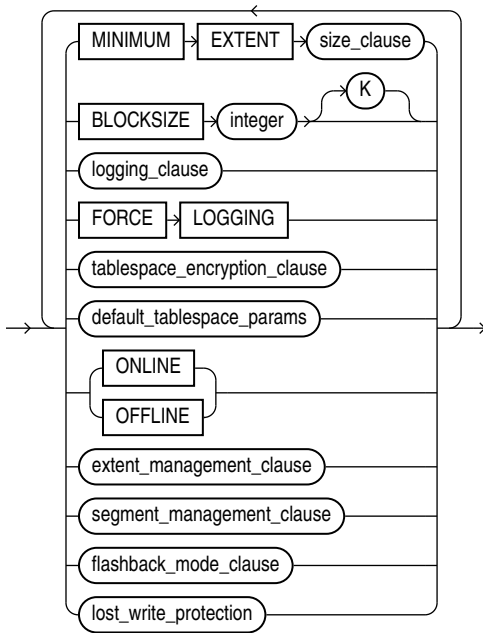 MINIMUM EXTENT size_clause
K
BLOCKSIZE integer
logging_clause
FORCE LOGGING
tablespace_encryption_clause
default_tablespace_params
ONLINE
OFFLINE
extent_management_clause
segment_management_clause
flashback_mode_clause
lost_write_protection